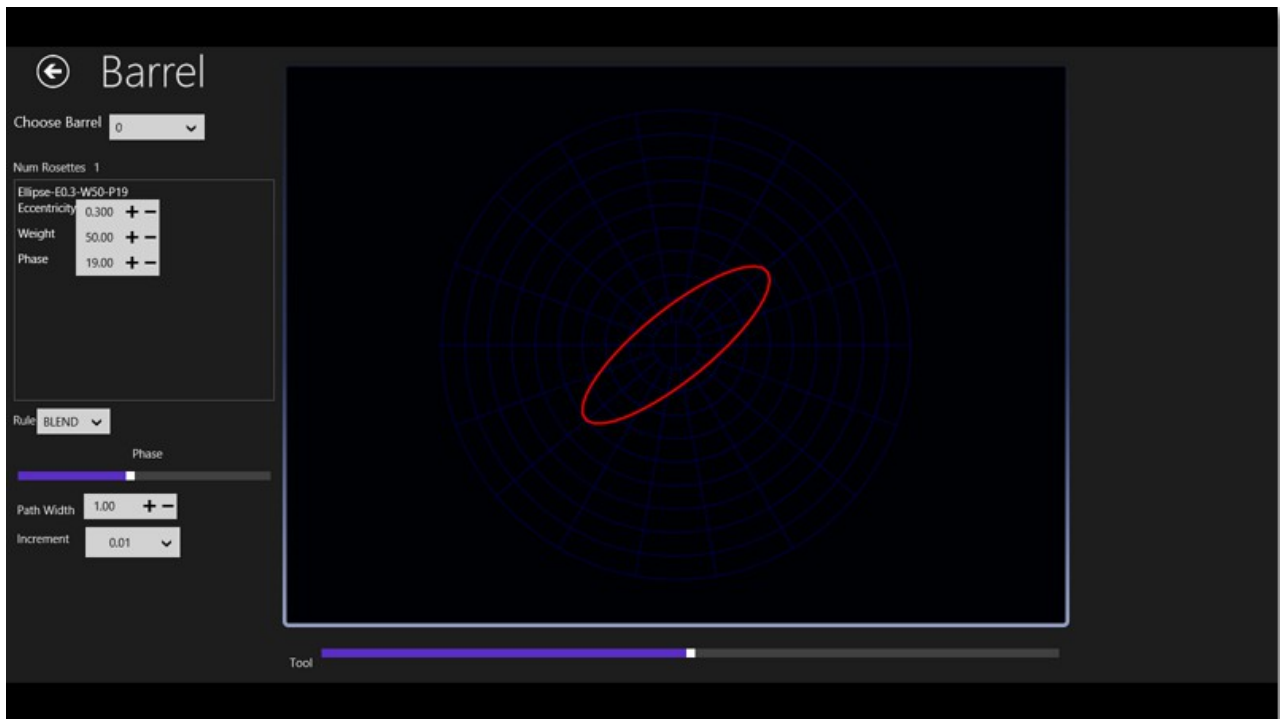 Barrel
Choose Barrel 0
Num Rosettes 1
Ellipse-E0.3-W50-P19
Eccentricity 0.300 + −
Weight 50.00 + −
Phase 19.00 + −
Rule BLEND
Phase
Path Width 1.00 + −
Increment 0.01
Tool